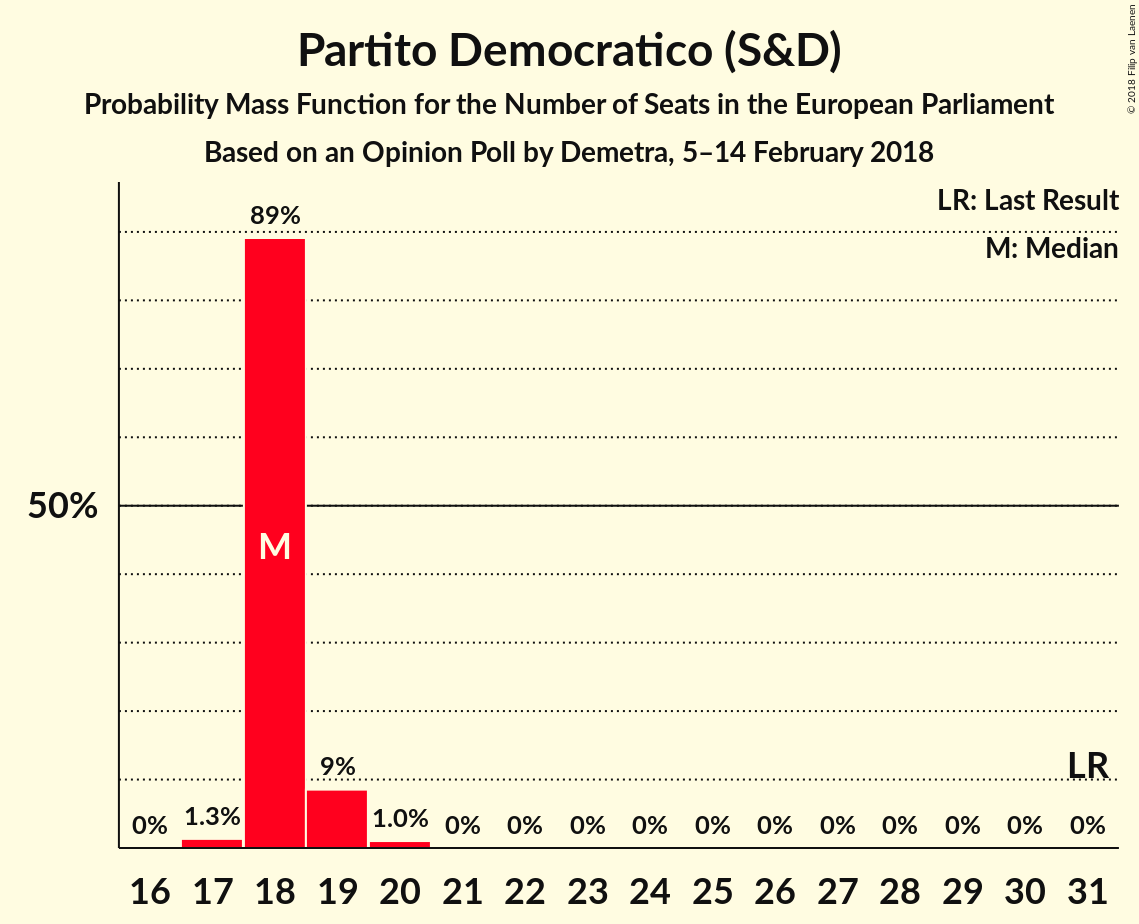 Partito Democratico (S&D)
Probability Mass Function for the Number of Seats in the European Parliament
Based on an Opinion Poll by Demetra, 5–14 February 2018
© 2018 Filip van Laenen
LR: Last Result
M: Median
50%
0% 1.3% 89% 9% 1.0% 0% 0% 0% 0% 0% 0% 0% 0% 0% 0% 0%
M
LR
16 17 18 19 20 21 22 23 24 25 26 27 28 29 30 31